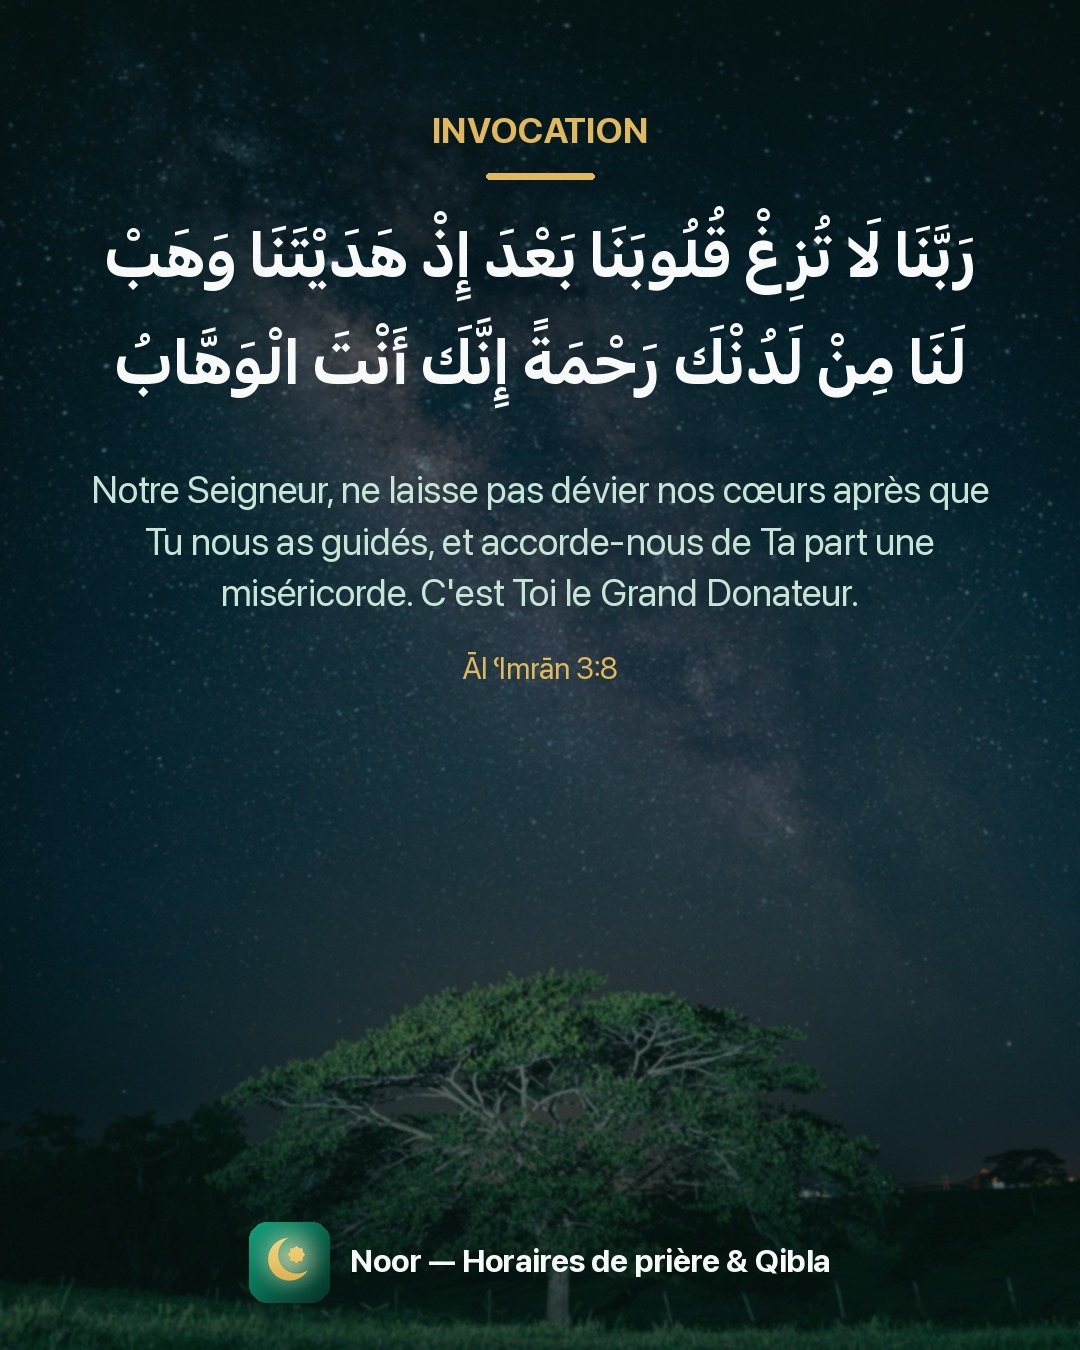 INVOCATION
رَبَّنَا لَا تُزِغْ قُلُوبَنَا بَعْدَ إِذْ هَدَيْتَنَا وَهَبْ
لَنَا مِنْ لَدُنْكَ رَحْمَةً إِنَّكَ أَنْتَ الْوَهَّابُ
Notre Seigneur, ne laisse pas dévier nos cœurs après que
Tu nous as guidés, et accorde-nous de Ta part une
miséricorde. C'est Toi le Grand Donateur.
Āl ʿImrān 3:8
Noor — Horaires de prière & Qibla